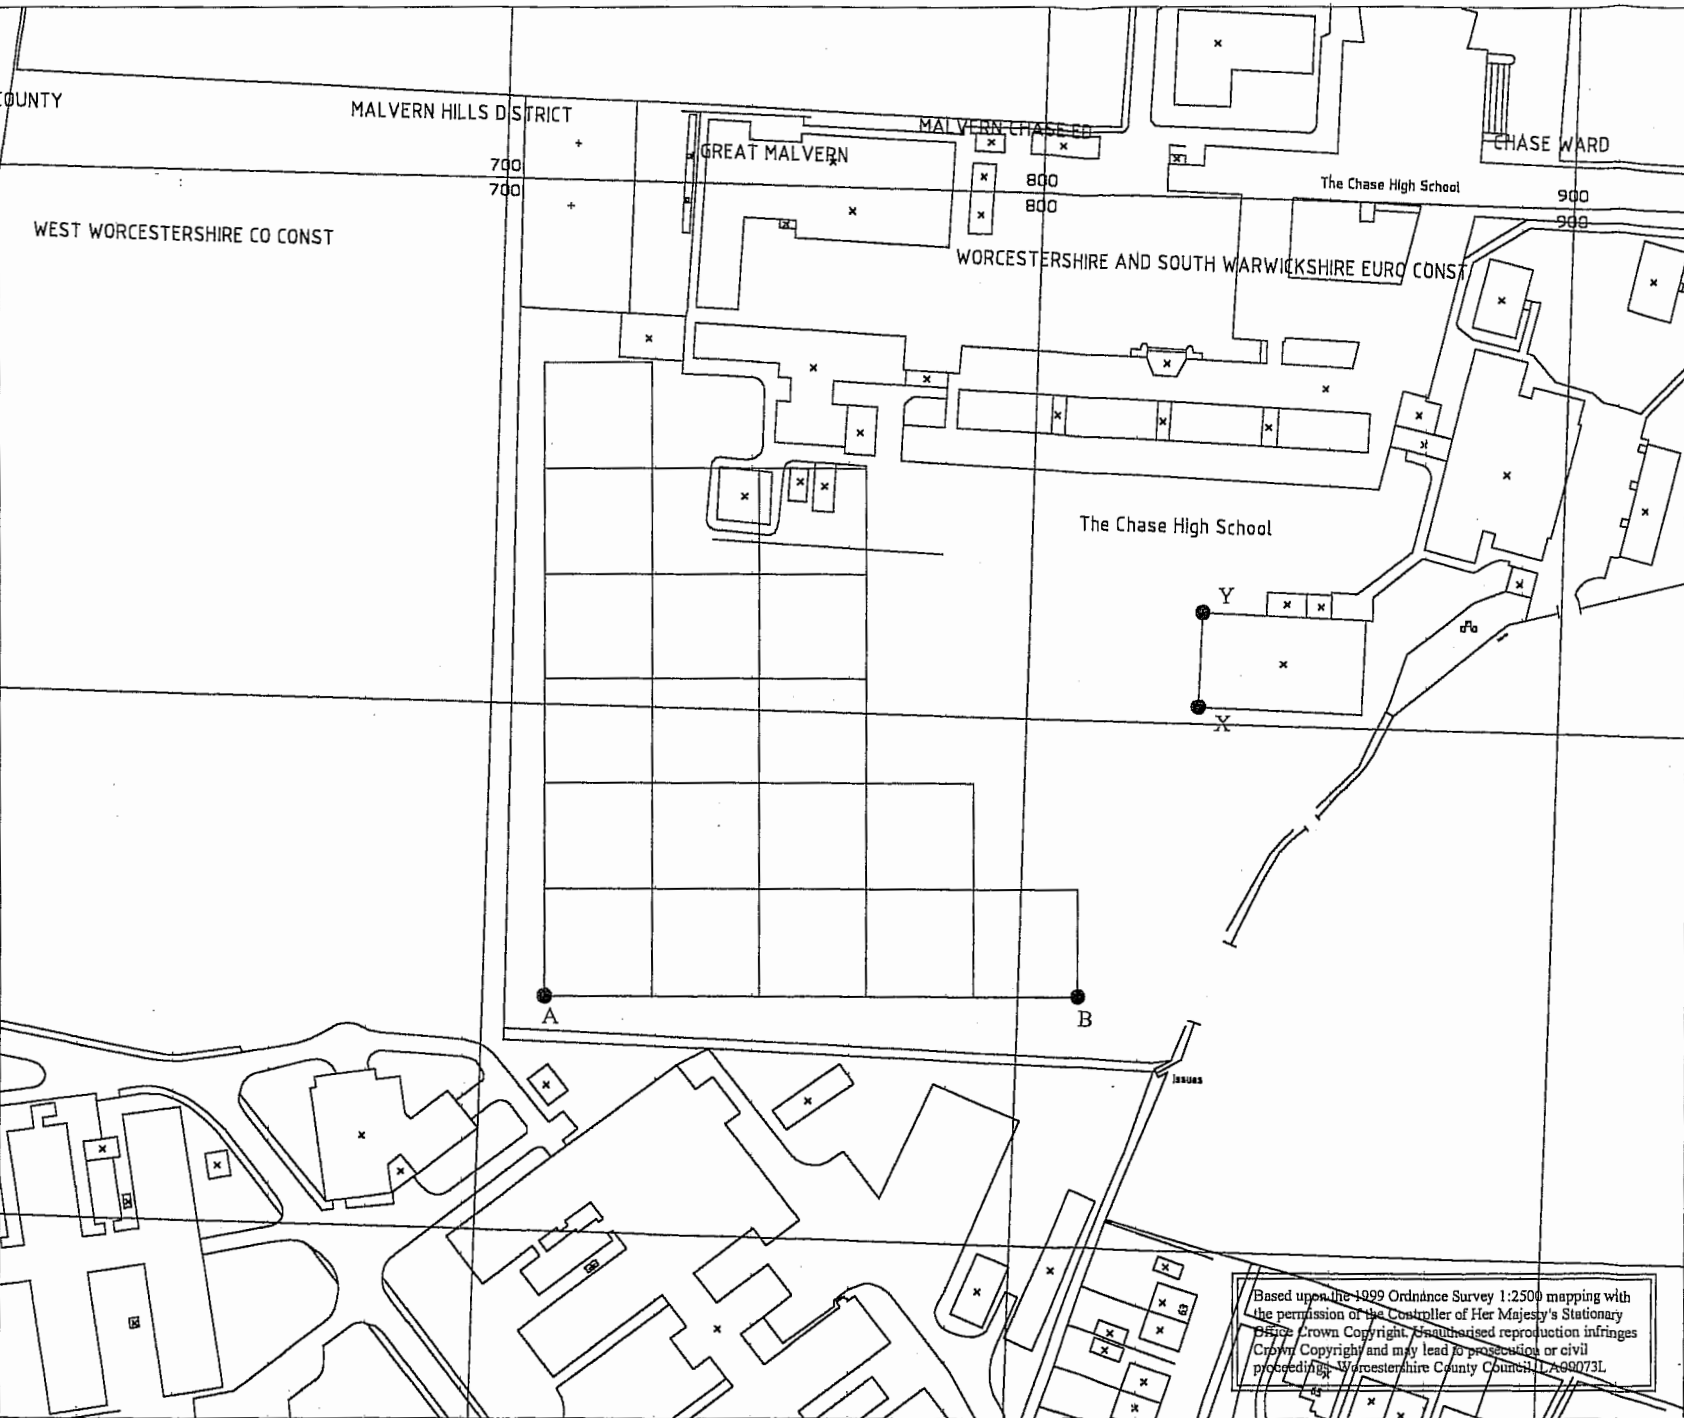 COUNTY
MALVERN HILLS DISTRICT
MALVERN CHASE ED
CHASE WARD
GREAT MALVERN
700
700
800
800
The Chase High School
900
900
WEST WORCESTERSHIRE CO CONST
WORCESTERSHIRE AND SOUTH WARWICKSHIRE EURO CONST
The Chase High School
Y
X
A
B
Issues
63
65
Based upon the 1999 Ordnance Survey 1:2500 mapping with
the permission of the Controller of Her Majesty's Stationary
Office Crown Copyright. Unauthorised reproduction infringes
Crown Copyright and may lead to prosecution or civil
proceedings. Worcestershire County Council. LA09073L